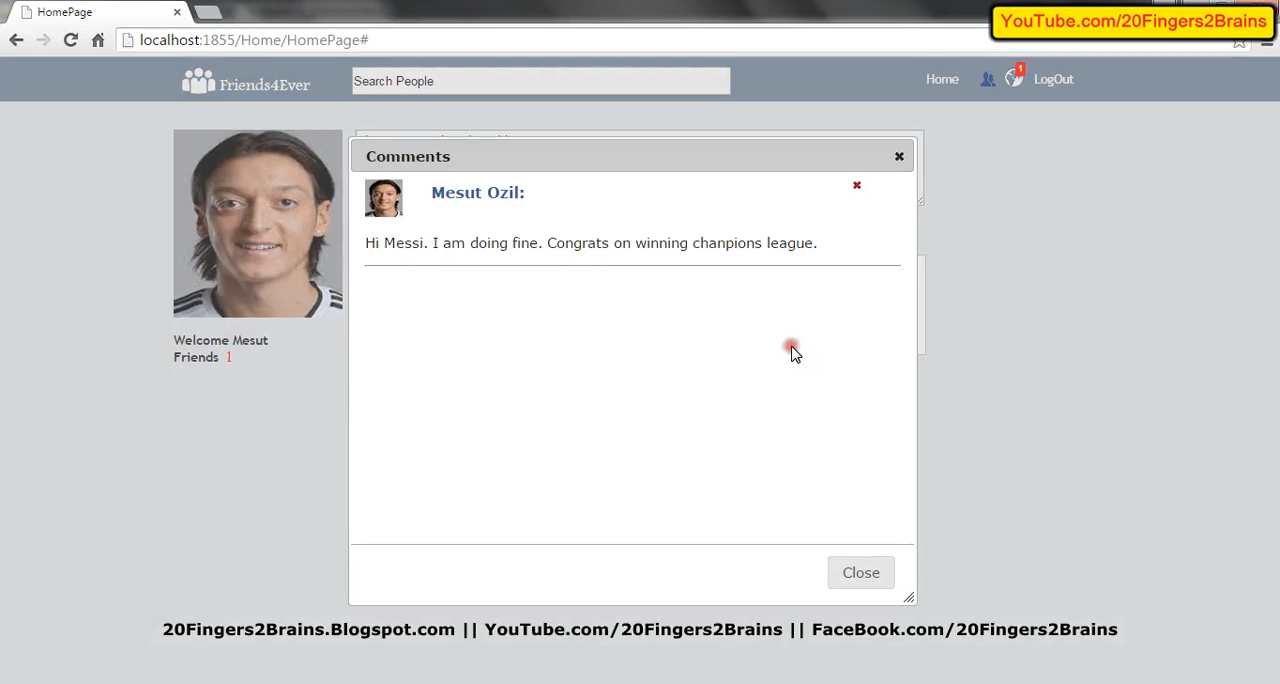 HomePage
YouTube.com/20Fingers2Brains
localhost:1855/Home/HomePage#
Friends4Ever
Search People
Home
1
LogOut
Comments
Mesut Ozil:
Hi Messi. I am doing fine. Congrats on winning chanpions league.
Welcome Mesut
Friends 1
Close
20Fingers2Brains.Blogspot.com || YouTube.com/20Fingers2Brains || FaceBook.com/20Fingers2Brains